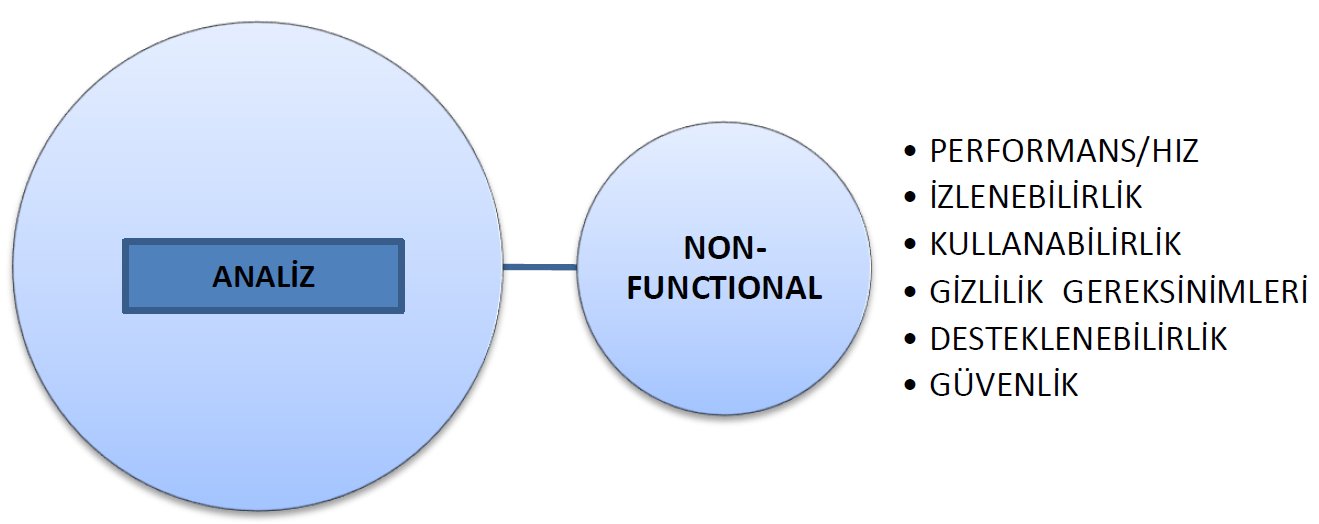 ANALİZ
NON-
FUNCTIONAL
• PERFORMANS/HIZ
• İZLENEBİLİRLİK
• KULLANABİLİRLİK
• GİZLİLİK GEREKSİNİMLERİ
• DESTEKLENEBİLİRLİK
• GÜVENLİK